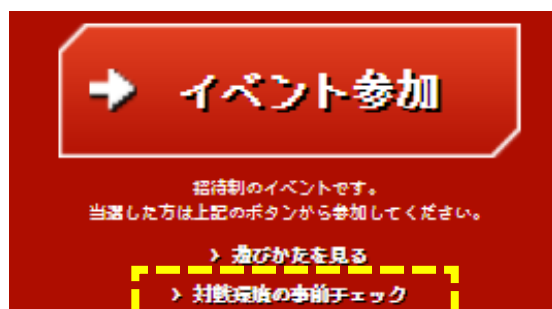 イベント参加
招待制のイベントです。
当選した方は上記のボタンから参加してください。
遊びかたを見る
対戦環境の事前チェック